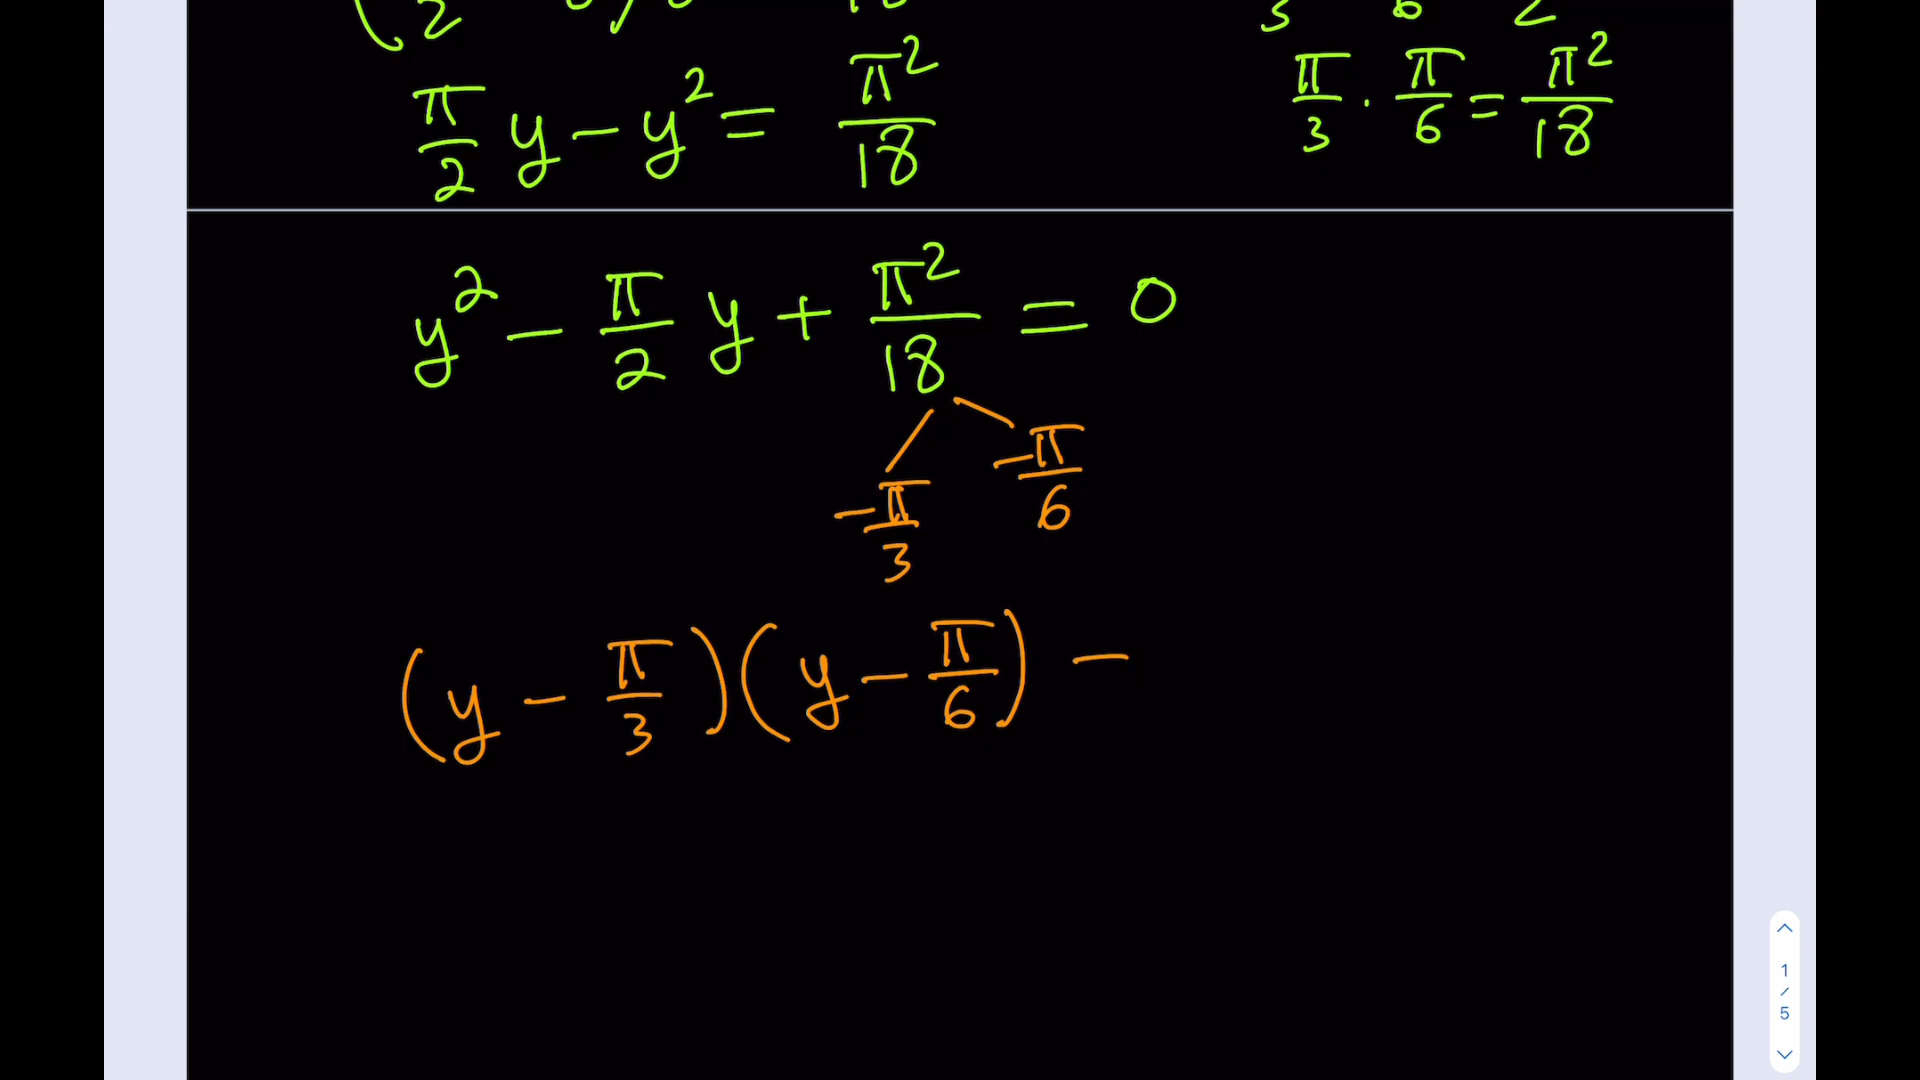 π/2 y − y² = π²/18
π/3 · π/6 = π²/18
y² − π/2 y + π²/18 = 0
−π/3 −π/6
(y − π/3)(y − π/6) −
1
/
5